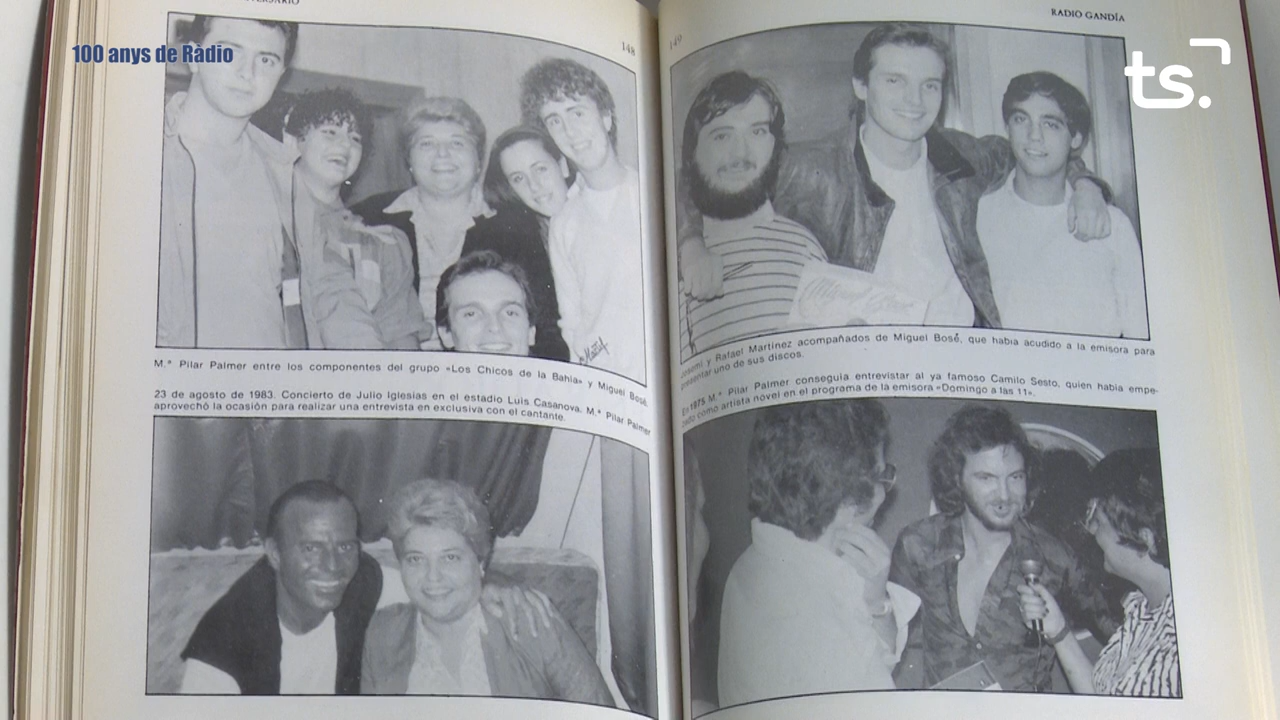 VERSARIO
100 anys de Ràdio
148
M.ª Pilar Palmer entre los componentes del grupo «Los Chicos de la Bahía» y Miguel Bosé.
23 de agosto de 1983. Concierto de Julio Iglesias en el estadio Luis Casanova. M.ª Pilar Palmer
aprovechó la ocasión para realizar una entrevista en exclusiva con el cantante.
149
RADIO GANDÍA
ts.
Miguel Bosé
Josemi y Rafael Martínez acompañados de Miguel Bosé, que había acudido a la emisora para
presentar uno de sus discos.
En 1975 M.ª Pilar Palmer conseguía entrevistar al ya famoso Camilo Sesto, quien había empe-
zado como artista novel en el programa de la emisora «Domingo a las 11».